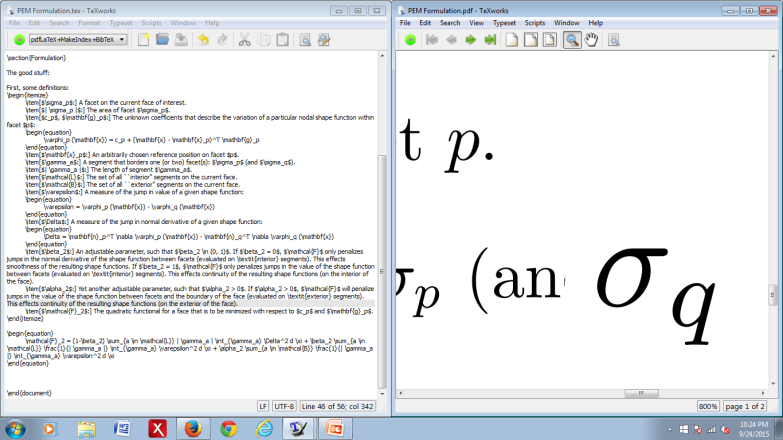 PEM Formulation.tex - TeXworks
File Edit Search Format Typeset Scripts Window Help
pdfLaTeX+MakeIndex+BibTeX
\section{Formulation}
The good stuff:
First, some definitions:
\begin{itemize}
\item[$\sigma_p$:] A facet on the current face of interest.
\item[$| \sigma_p |$:] The area of facet $\sigma_p$.
\item[$c_p$, $\mathbf{g}_p$:] The unknown coefficients that describe the variation of a particular nodal shape function within
facet $p$:
\begin{equation}
\varphi_p (\mathbf{x}) = c_p + (\mathbf{x} - \mathbf{x}_p)^T \mathbf{g}_p
\end{equation}
\item[$\mathbf{x}_p$:] An arbitrarily chosen reference position on facet $p$.
\item[$\gamma_a$:] A segment that borders one (or two) facet(s): $\sigma_p$ (and $\sigma_q$).
\item[$| \gamma_a |$:] The length of segment $\gamma_a$.
\item[$\mathcal{L}$:] The set of all ``interior'' segments on the current face.
\item[$\mathcal{B}$:] The set of all ``exterior'' segments on the current face.
\item[$\varepsilon$:] A measure of the jump in value of a given shape function:
\begin{equation}
\varepsilon = \varphi_p (\mathbf{x}) - \varphi_q (\mathbf{x})
\end{equation}
\item[$\Delta$:] A measure of the jump in normal derivative of a given shape function:
\begin{equation}
\Delta = \mathbf{n}_p^T \nabla \varphi_p (\mathbf{x}) - \mathbf{n}_q^T \nabla \varphi_q (\mathbf{x})
\end{equation}
\item[$\beta_2$:] An adjustable parameter, such that $\beta_2 \in [0, 1]$. If $\beta_2 = 0$, $\mathcal{F}$ only penalizes
jumps in the normal derivative of the shape function between facets (evaluated on \textit{interior} segments). This effects
smoothness of the resulting shape functions. If $\beta_2 = 1$, $\mathcal{F}$ only penalizes jumps in the value of the shape function
between facets (evaluated on \textit{interior} segments). This effects continuity of the resulting shape functions (on the interior of
the face).
\item[$\alpha_2$:] Yet another adjustable parameter, such that $\alpha_2 > 0$. If $\alpha_2 > 0$, $\mathcal{F}$ will penalize
jumps in value of the shape function between facets and the boundary of the face (evaluated on \textit{exterior} segments).
This effects continuity of the resulting shape functions (on the exterior of the face).
\item[$\mathcal{F}_2$:] The quadratic functional for a face that is to be minimized with respect to $c_p$ and $\mathbf{g}_p$.
\end{itemize}
\begin{equation}
\mathcal{F}_2 = (1-\beta_2) \sum_{a \in \mathcal{L}} | \gamma_a | \int_{\gamma_a} \Delta^2 d \xi + \beta_2 \sum_{a \in
\mathcal{L}} \frac{1}{| \gamma_a |} \int_{\gamma_a} \varepsilon^2 d \xi + \alpha_2 \sum_{a \in \mathcal{B}} \frac{1}{| \gamma_a
|} \int_{\gamma_a} \varepsilon^2 d \xi
\end{equation}
\end{document}
LF UTF-8 Line 46 of 56; col 342
PEM Formulation.pdf - TeXworks
File Edit Search View Typeset Scripts Window Help
t p.
σp (an σq
800% page 1 of 2
10:24 PM
9/24/2015